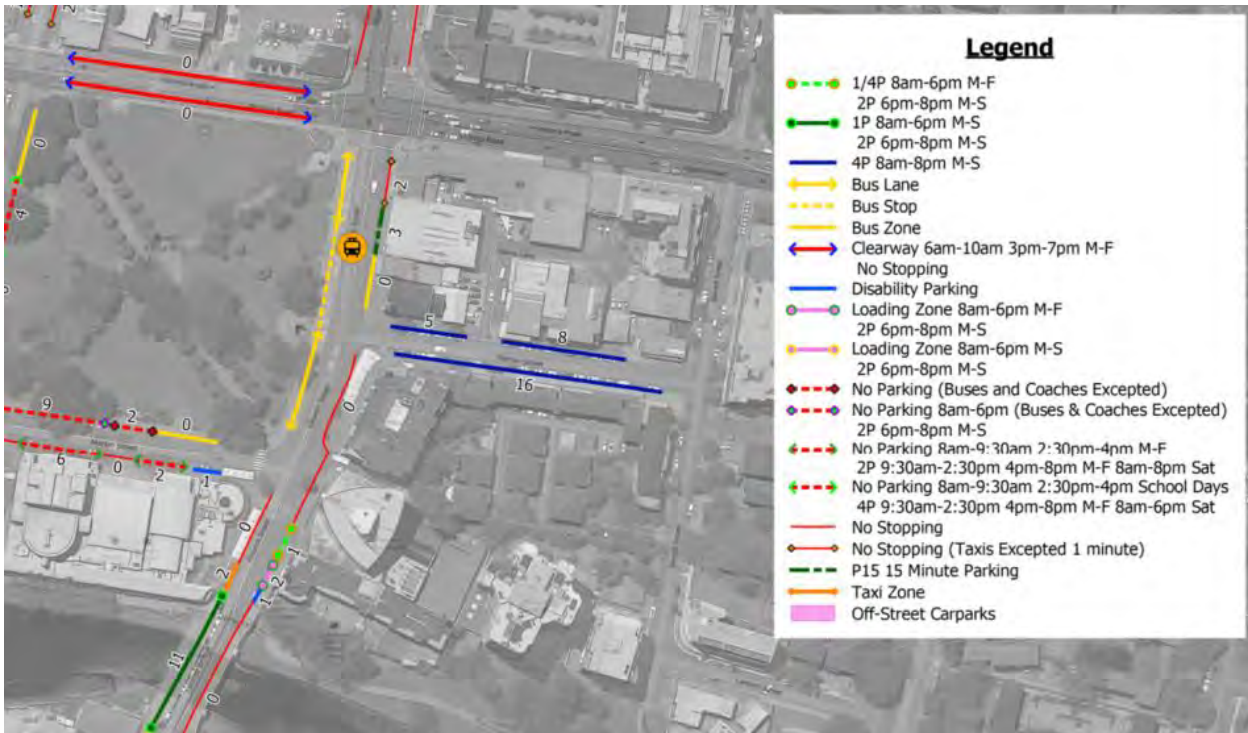 Legend
1/4P 8am-6pm M-F
2P 6pm-8pm M-S
1P 8am-6pm M-S
2P 6pm-8pm M-S
4P 8am-8pm M-S
Bus Lane
Bus Stop
Bus Zone
Clearway 6am-10am 3pm-7pm M-F
No Stopping
Disability Parking
Loading Zone 8am-6pm M-F
2P 6pm-8pm M-S
Loading Zone 8am-6pm M-S
2P 6pm-8pm M-S
No Parking (Buses and Coaches Excepted)
No Parking 8am-6pm (Buses & Coaches Excepted)
2P 6pm-8pm M-S
No Parking 8am-9:30am 2:30pm-4pm M-F
2P 9:30am-2:30pm 4pm-8pm M-F 8am-8pm Sat
No Parking 8am-9:30am 2:30pm-4pm School Days
4P 9:30am-2:30pm 4pm-8pm M-F 8am-6pm Sat
No Stopping
No Stopping (Taxis Excepted 1 minute)
P15 15 Minute Parking
Taxi Zone
Off-Street Carparks
2
0
0
0
4
2
3
0
5
8
16
0
9
2
0
6
0
2
1
0
2
1
2
1
11
0